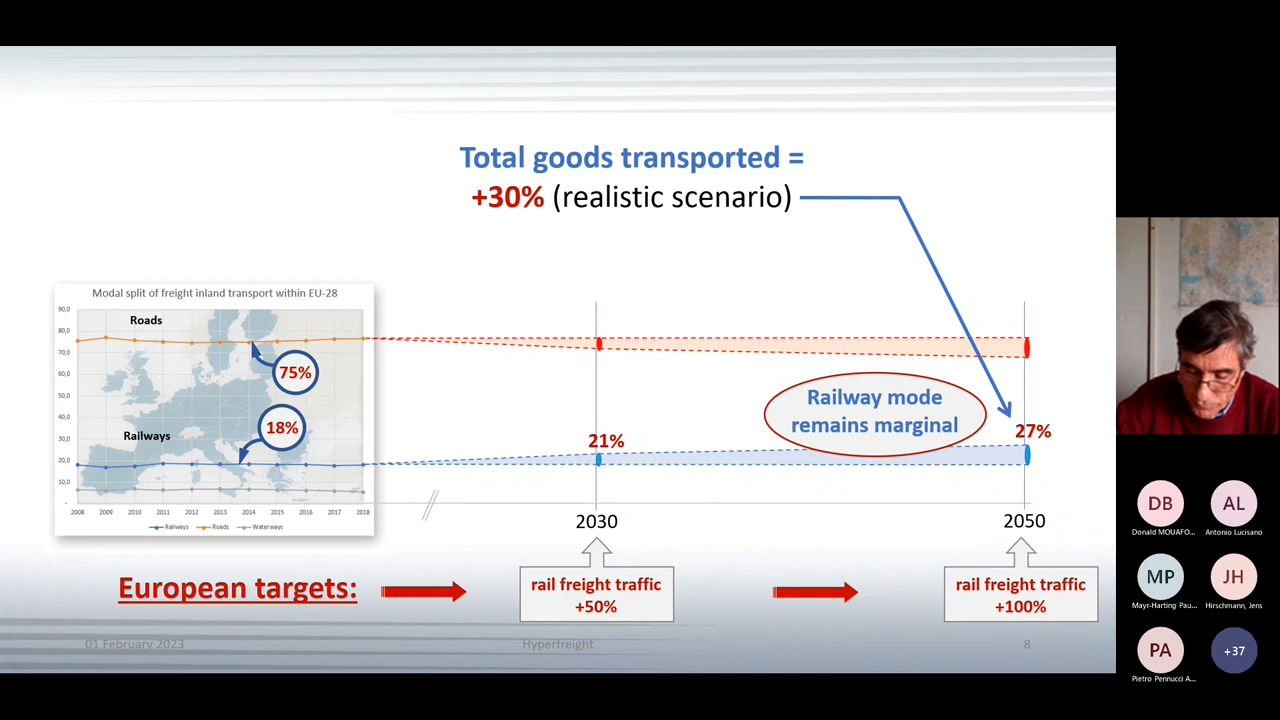 Total goods transported =
+30% (realistic scenario)
Modal split of freight inland transport within EU-28
90,0
80,0
70,0
60,0
50,0
40,0
30,0
20,0
10,0
-
Roads
75%
18%
Railways
2008 2009 2010 2011 2012 2013 2014 2015 2016 2017 2018
Railways Roads Waterways
Railway mode
remains marginal
21%
27%
//
2030
2050
European targets:
rail freight traffic
+50%
rail freight traffic
+100%
01 February 2023
Hyperfreight
8
DB
Donald MOUAFO...
AL
Antonio Lucisano
MP
Mayr-Harting Pau...
JH
Hirschmann, Jens
PA
Pietro Pennucci A...
+37